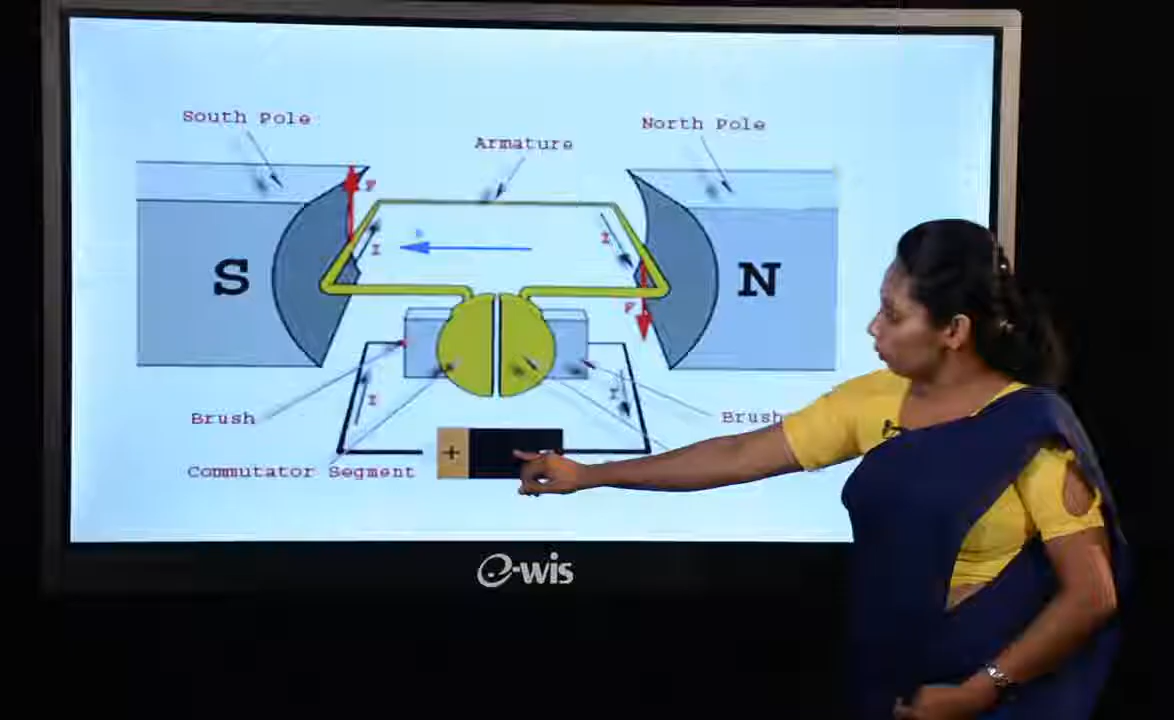 South Pole
North Pole
Armature
F
B
I
I
S
N
F
Brush
Brush
I
I
Commutator Segment
+
e-wis